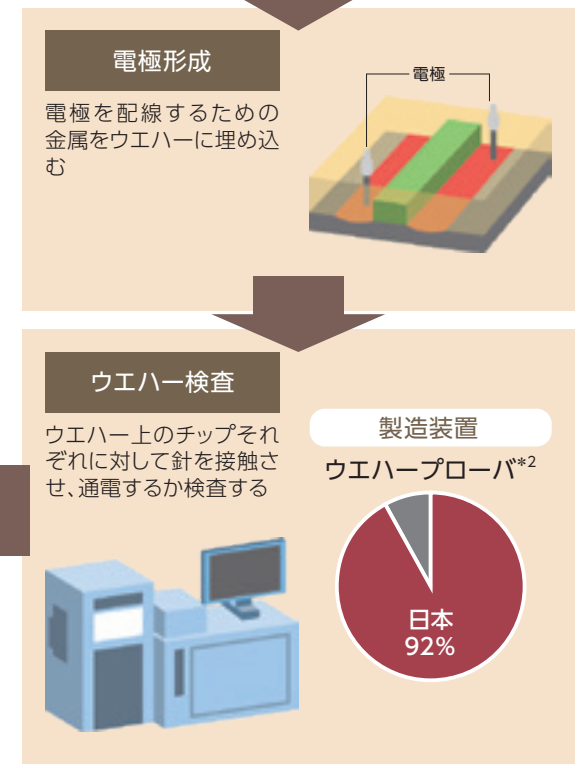 電極形成
電極を配線するための
金属をウエハーに埋め込
む
電極
ウエハー検査
ウエハー上のチップそれ
ぞれに対して針を接触さ
せ、通電するか検査する
製造装置
ウエハープローバ*2
日本
92%